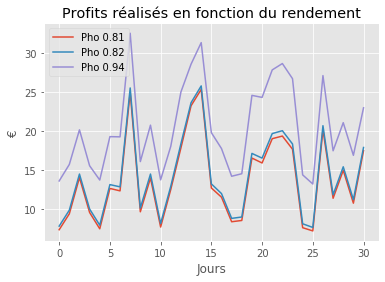 Profits réalisés en fonction du rendement
Pho 0.81
Pho 0.82
Pho 0.94
€
30
25
20
15
10
0 5 10 15 20 25 30
Jours